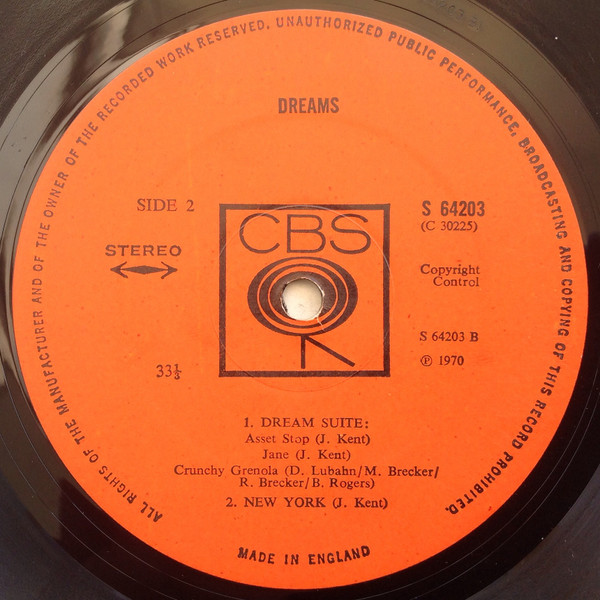 ALL RIGHTS OF THE MANUFACTURER AND OF THE OWNER OF THE RECORDED WORK RESERVED. UNAUTHORIZED PUBLIC PERFORMANCE, BROADCASTING AND COPYING OF THIS RECORD PROHIBITED.
DREAMS
SIDE 2
S 64203
(C 30225)
STEREO
CBS
Copyright
Control
S 64203 B
℗ 1970
33⅓
1. DREAM SUITE:
Asset Stop (J. Kent)
Jane (J. Kent)
Crunchy Grenola (D. Lubahn/M. Brecker/
R. Brecker/B. Rogers)
2. NEW YORK (J. Kent)
MADE IN ENGLAND